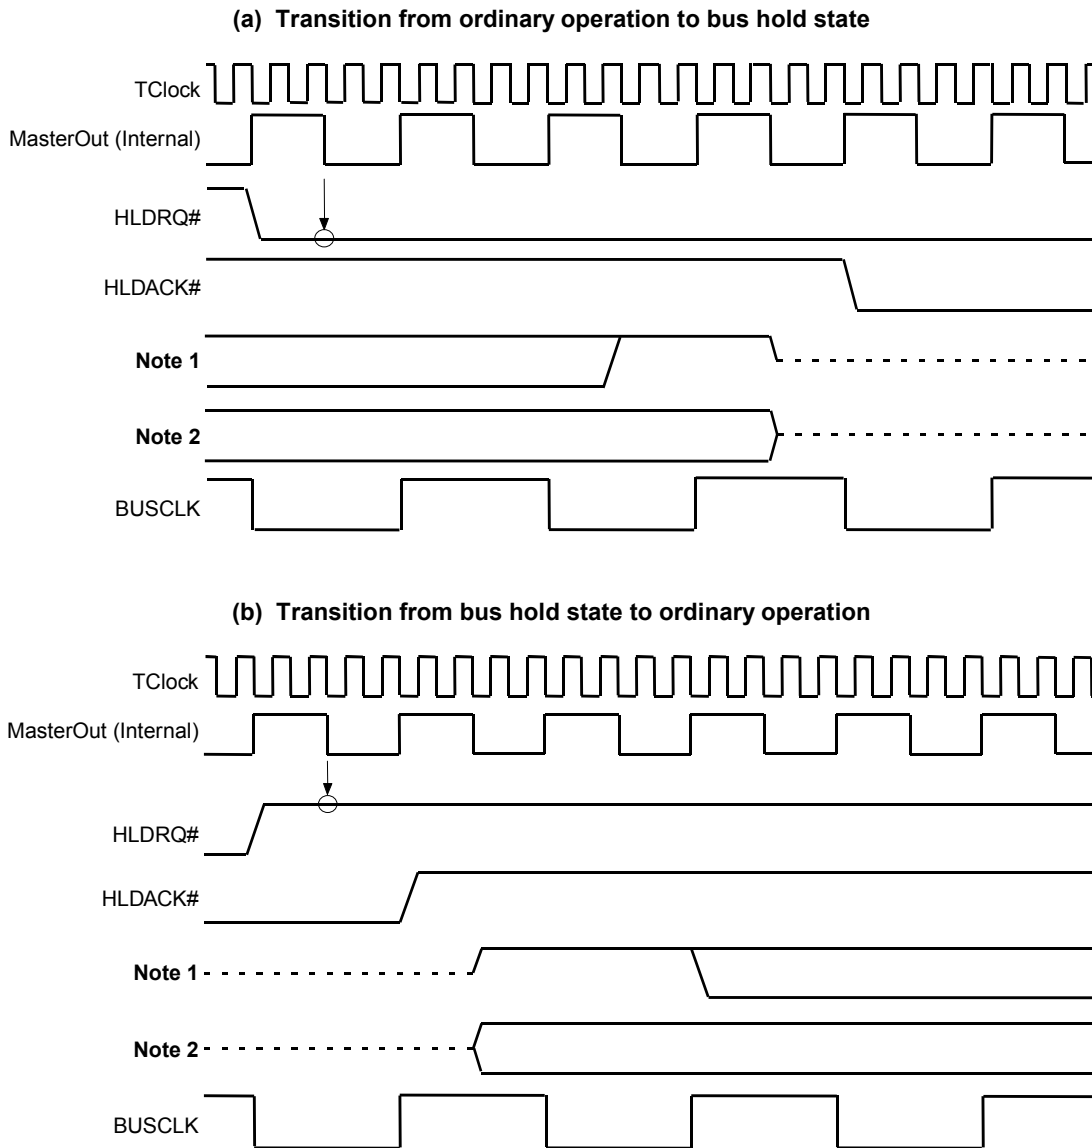 (a) Transition from ordinary operation to bus hold state
TClock
MasterOut (Internal)
HLDRQ#
HLDACK#
Note 1
Note 2
BUSCLK
(b) Transition from bus hold state to ordinary operation
TClock
MasterOut (Internal)
HLDRQ#
HLDACK#
Note 1
Note 2
BUSCLK